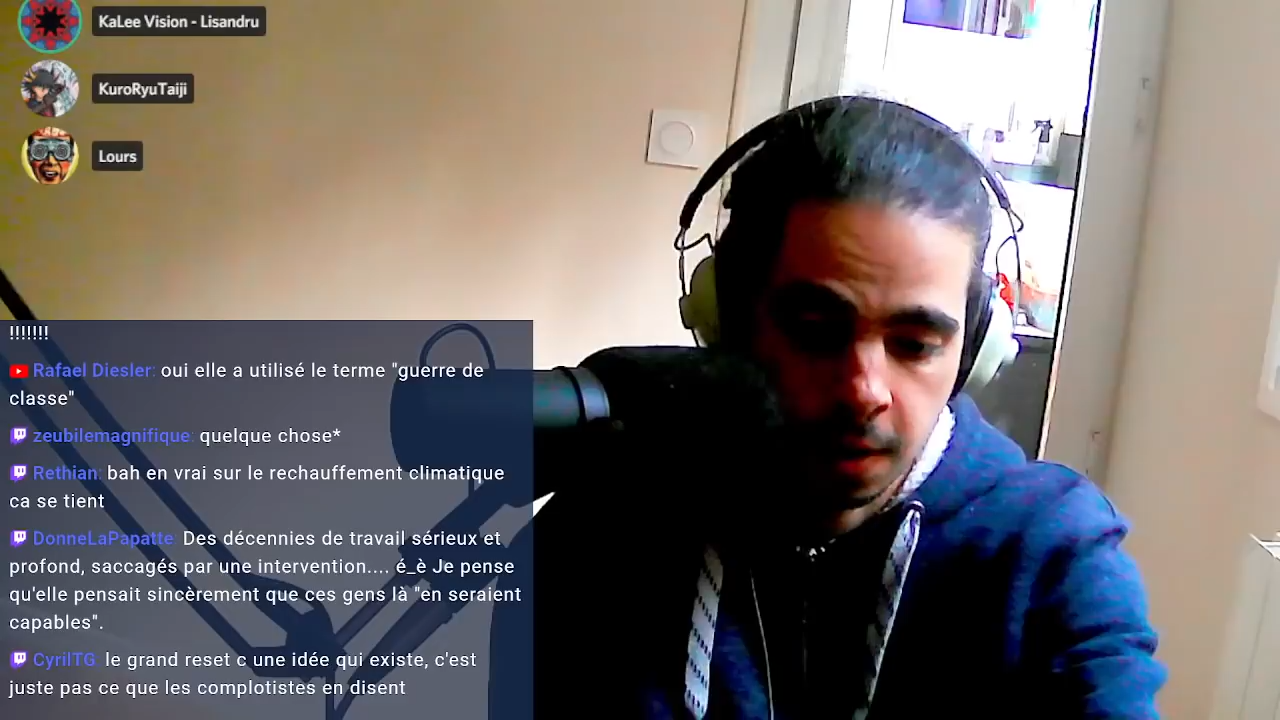 KaLee Vision - Lisandru
KuroRyuTaiji
Lours
!!!!!!!
Rafael Diesler: oui elle a utilisé le terme "guerre de
classe"
zeubilemagnifique: quelque chose*
Rethian: bah en vrai sur le rechauffement climatique
ca se tient
DonneLaPapatte: Des décennies de travail sérieux et
profond, saccagés par une intervention.... é_è Je pense
qu'elle pensait sincèrement que ces gens là "en seraient
capables".
CyrilTG: le grand reset c une idée qui existe, c'est
juste pas ce que les complotistes en disent